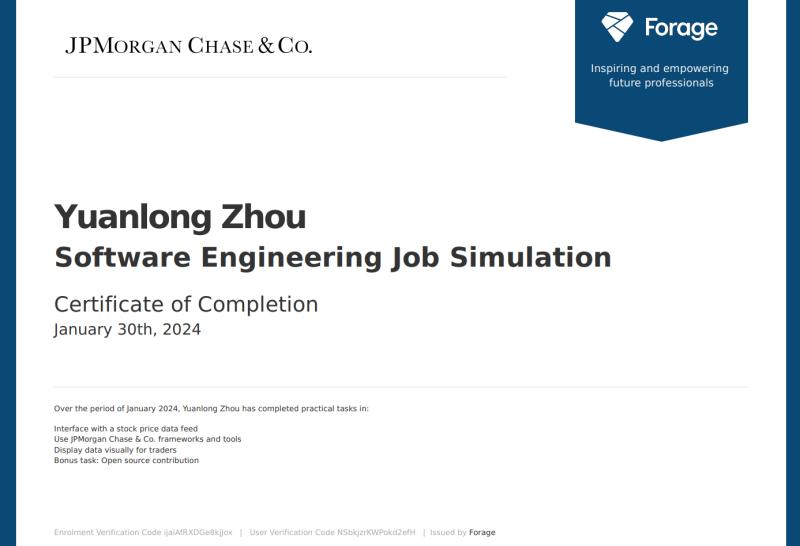 JPMORGAN CHASE & CO.
Forage
Inspiring and empowering
future professionals
Yuanlong Zhou
Software Engineering Job Simulation
Certificate of Completion
January 30th, 2024
Over the period of January 2024, Yuanlong Zhou has completed practical tasks in:
Interface with a stock price data feed
Use JPMorgan Chase & Co. frameworks and tools
Display data visually for traders
Bonus task: Open source contribution
Enrolment Verification Code ijaiAfRXDGe8kjJox | User Verification Code NSbkjzrKWPokd2efH | Issued by Forage